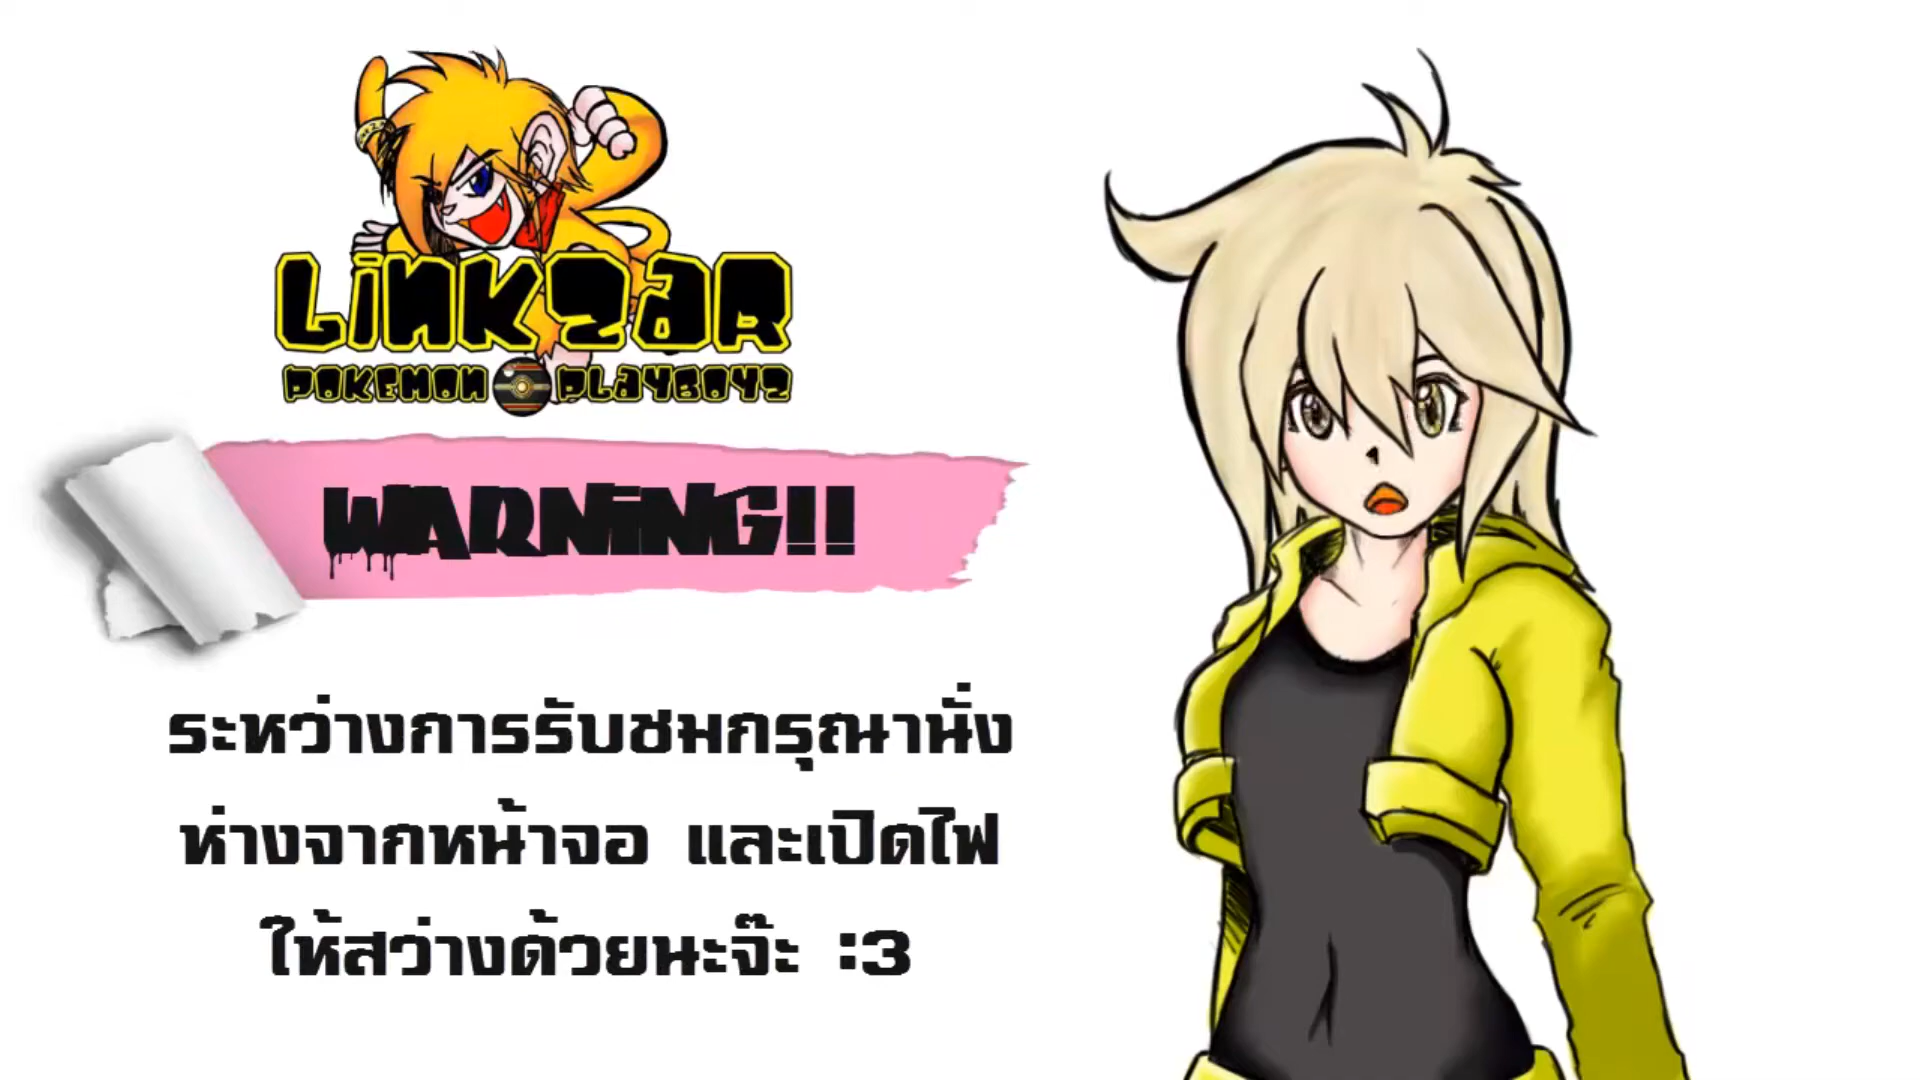 LiNKZaR
POKEMON PLAYBOYZ
WARNiNG!!
ระหว่างการรับชมกรุณานั่ง
ห่างจากหน้าจอ และเปิดไฟ
ให้สว่างด้วยนะจ๊ะ :3